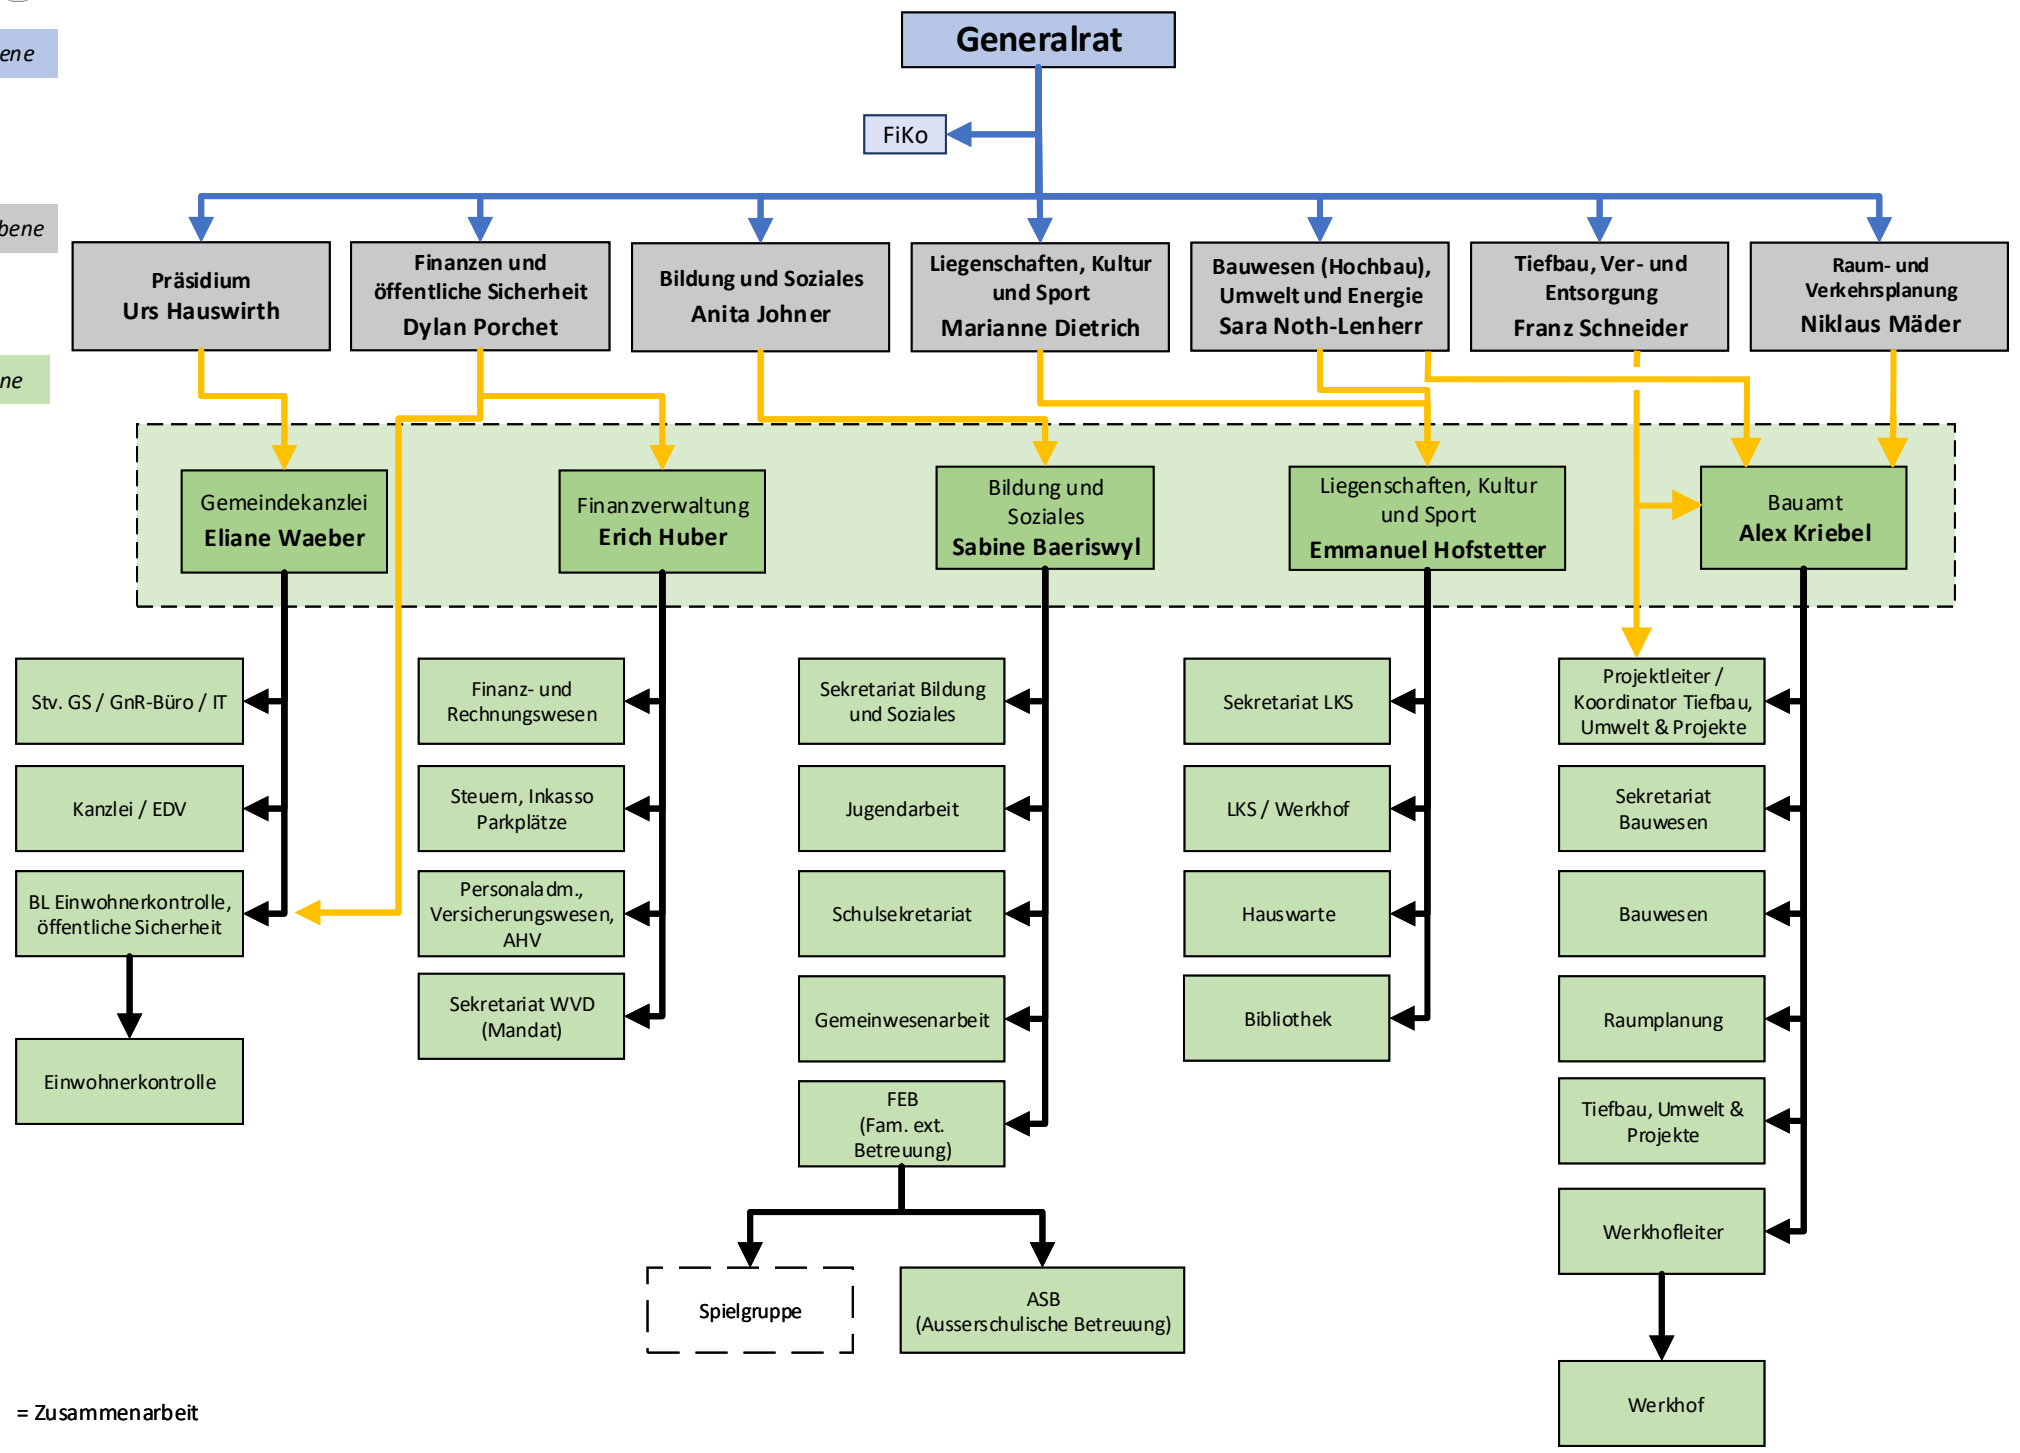 Generalrat
ene
FiKo
bene
Präsidium
Urs Hauswirth
Finanzen und
öffentliche Sicherheit
Dylan Porchet
Bildung und Soziales
Anita Johner
Liegenschaften, Kultur
und Sport
Marianne Dietrich
Bauwesen (Hochbau),
Umwelt und Energie
Sara Noth-Lenherr
Tiefbau, Ver- und
Entsorgung
Franz Schneider
Raum- und
Verkehrsplanung
Niklaus Mäder
ne
Gemeindekanzlei
Eliane Waeber
Finanzverwaltung
Erich Huber
Bildung und
Soziales
Sabine Baeriswyl
Liegenschaften, Kultur
und Sport
Emmanuel Hofstetter
Bauamt
Alex Kriebel
Stv. GS / GnR-Büro / IT
Kanzlei / EDV
BL Einwohnerkontrolle,
öffentliche Sicherheit
Einwohnerkontrolle
Finanz- und
Rechnungswesen
Steuern, Inkasso
Parkplätze
Personaladm.,
Versicherungswesen,
AHV
Sekretariat WVD
(Mandat)
Sekretariat Bildung
und Soziales
Jugendarbeit
Schulsekretariat
Gemeinwesenarbeit
FEB
(Fam. ext.
Betreuung)
Spielgruppe
ASB
(Ausserschulische Betreuung)
Sekretariat LKS
LKS / Werkhof
Hauswarte
Bibliothek
Projektleiter /
Koordinator Tiefbau,
Umwelt & Projekte
Sekretariat
Bauwesen
Bauwesen
Raumplanung
Tiefbau, Umwelt &
Projekte
Werkhofleiter
Werkhof
= Zusammenarbeit